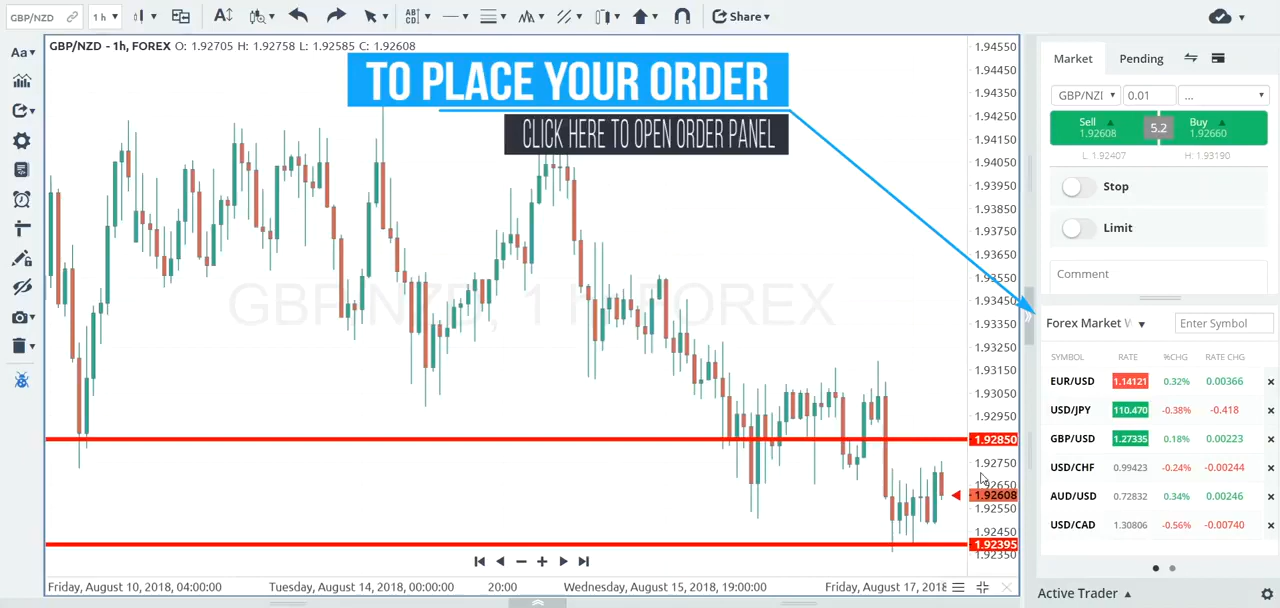 GBP/NZD
1 h
Share
Aa
GBP/NZD - 1h, FOREX O: 1.92705 H: 1.92758 L: 1.92585 C: 1.92608
TO PLACE YOUR ORDER
CLICK HERE TO OPEN ORDER PANEL
GBP/NZD, 1 h, FOREX
1.94550
1.94450
1.94350
1.94250
1.94150
1.94050
1.93950
1.93850
1.93750
1.93650
1.93550
1.93450
1.93350
1.93250
1.93150
1.93050
1.92950
1.92850
1.92750
1.92650
1.92608
1.92550
1.92450
1.92395
1.92350
Friday, August 10, 2018, 04:00:00
Tuesday, August 14, 2018, 00:00:00
20:00
Wednesday, August 15, 2018, 19:00:00
Friday, August 17, 2018
Market
Pending
GBP/NZI
0.01
...
Sell
1.92608
5.2
Buy
1.92660
L. 1.92407
H: 1.93190
Stop
Limit
Comment
Forex Market W
Enter Symbol
SYMBOL RATE %CHG RATE CHG
EUR/USD 1.14121 0.32% 0.00366
USD/JPY 110.470 -0.38% -0.418
GBP/USD 1.27335 0.18% 0.00223
USD/CHF 0.99423 -0.24% -0.00244
AUD/USD 0.72832 0.34% 0.00246
USD/CAD 1.30806 -0.56% -0.00740
Active Trader